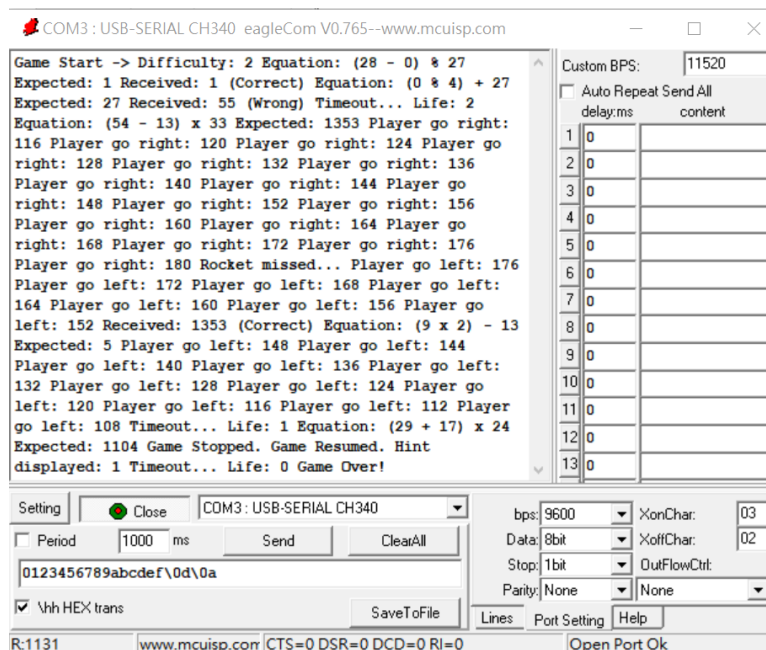 COM3 : USB-SERIAL CH340 eagleCom V0.765--www.mcuisp.com
Game Start -> Difficulty: 2 Equation: (28 - 0) % 27
Expected: 1 Received: 1 (Correct) Equation: (0 % 4) + 27
Expected: 27 Received: 55 (Wrong) Timeout... Life: 2
Equation: (54 - 13) x 33 Expected: 1353 Player go right:
116 Player go right: 120 Player go right: 124 Player go
right: 128 Player go right: 132 Player go right: 136
Player go right: 140 Player go right: 144 Player go
right: 148 Player go right: 152 Player go right: 156
Player go right: 160 Player go right: 164 Player go
right: 168 Player go right: 172 Player go right: 176
Player go right: 180 Rocket missed... Player go left: 176
Player go left: 172 Player go left: 168 Player go left:
164 Player go left: 160 Player go left: 156 Player go
left: 152 Received: 1353 (Correct) Equation: (9 x 2) - 13
Expected: 5 Player go left: 148 Player go left: 144
Player go left: 140 Player go left: 136 Player go left:
132 Player go left: 128 Player go left: 124 Player go
left: 120 Player go left: 116 Player go left: 112 Player
go left: 108 Timeout... Life: 1 Equation: (29 + 17) x 24
Expected: 1104 Game Stopped. Game Resumed. Hint
displayed: 1 Timeout... Life: 0 Game Over!
Custom BPS: 11520
Auto Repeat Send All
delay:ms content
1 0
2 0
3 0
4 0
5 0
6 0
7 0
8 0
9 0
10 0
11 0
12 0
13 0
Setting Close COM3 : USB-SERIAL CH340
Period 1000 ms Send ClearAll
0123456789abcdef\0d\0a
\hh HEX trans SaveToFile
bps: 9600 XonChar: 03
Data: 8bit XoffChar: 02
Stop: 1bit OutFlowCtrl:
Parity: None None
Lines Port Setting Help
R:1131 www.mcuisp.com CTS=0 DSR=0 DCD=0 RI=0 Open Port Ok